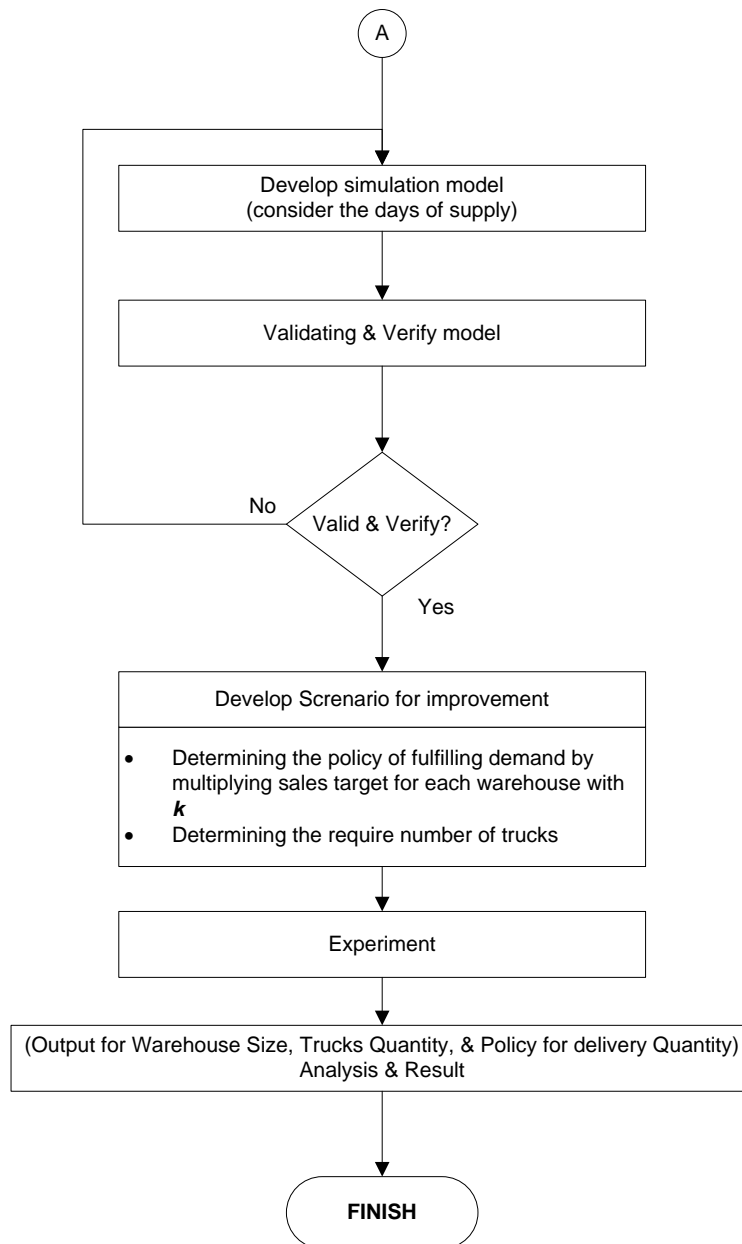 A
Develop simulation model
(consider the days of supply)
Validating & Verify model
No
Valid & Verify?
Yes
Develop Screnario for improvement
• Determining the policy of fulfilling demand by
multiplying sales target for each warehouse with
k
• Determining the require number of trucks
Experiment
(Output for Warehouse Size, Trucks Quantity, & Policy for delivery Quantity)
Analysis & Result
FINISH